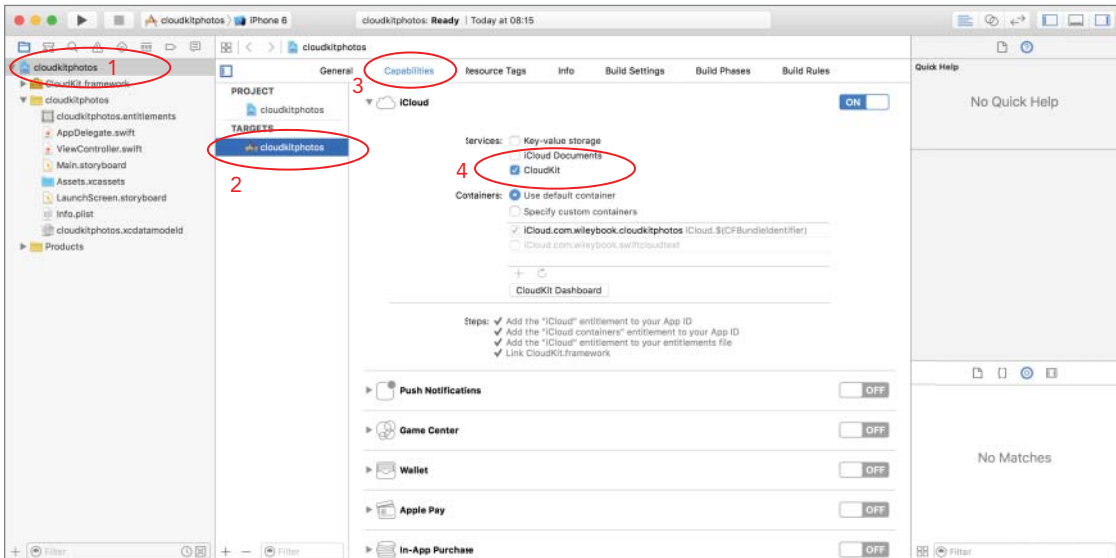 cloudkitphotos iPhone 6
cloudkitphotos: Ready | Today at 08:15
cloudkitphotos
1
CloudKit.framework
cloudkitphotos
cloudkitphotos.entitlements
AppDelegate.swift
ViewController.swift
Main.storyboard
Assets.xcassets
LaunchScreen.storyboard
Info.plist
cloudkitphotos.xcdatamodeld
Products
Filter
cloudkitphotos
General Capabilities Resource Tags Info Build Settings Build Phases Build Rules
PROJECT
cloudkitphotos
TARGETS
cloudkitphotos
2
Filter
3
iCloud ON
Services: Key-value storage
iCloud Documents
4 CloudKit
Containers: Use default container
Specify custom containers
iCloud.com.wileybook.cloudkitphotos iCloud.$(CFBundleIdentifier)
iCloud.com.wileybook.swiftcloudtest
CloudKit Dashboard
Steps: ✔ Add the "iCloud" entitlement to your App ID
✔ Add the "iCloud containers" entitlement to your App ID
✔ Add the "iCloud" entitlement to your entitlements file
✔ Link CloudKit.framework
Push Notifications OFF
Game Center OFF
Wallet OFF
Apple Pay OFF
In-App Purchase OFF
Quick Help
No Quick Help
No Matches
Filter